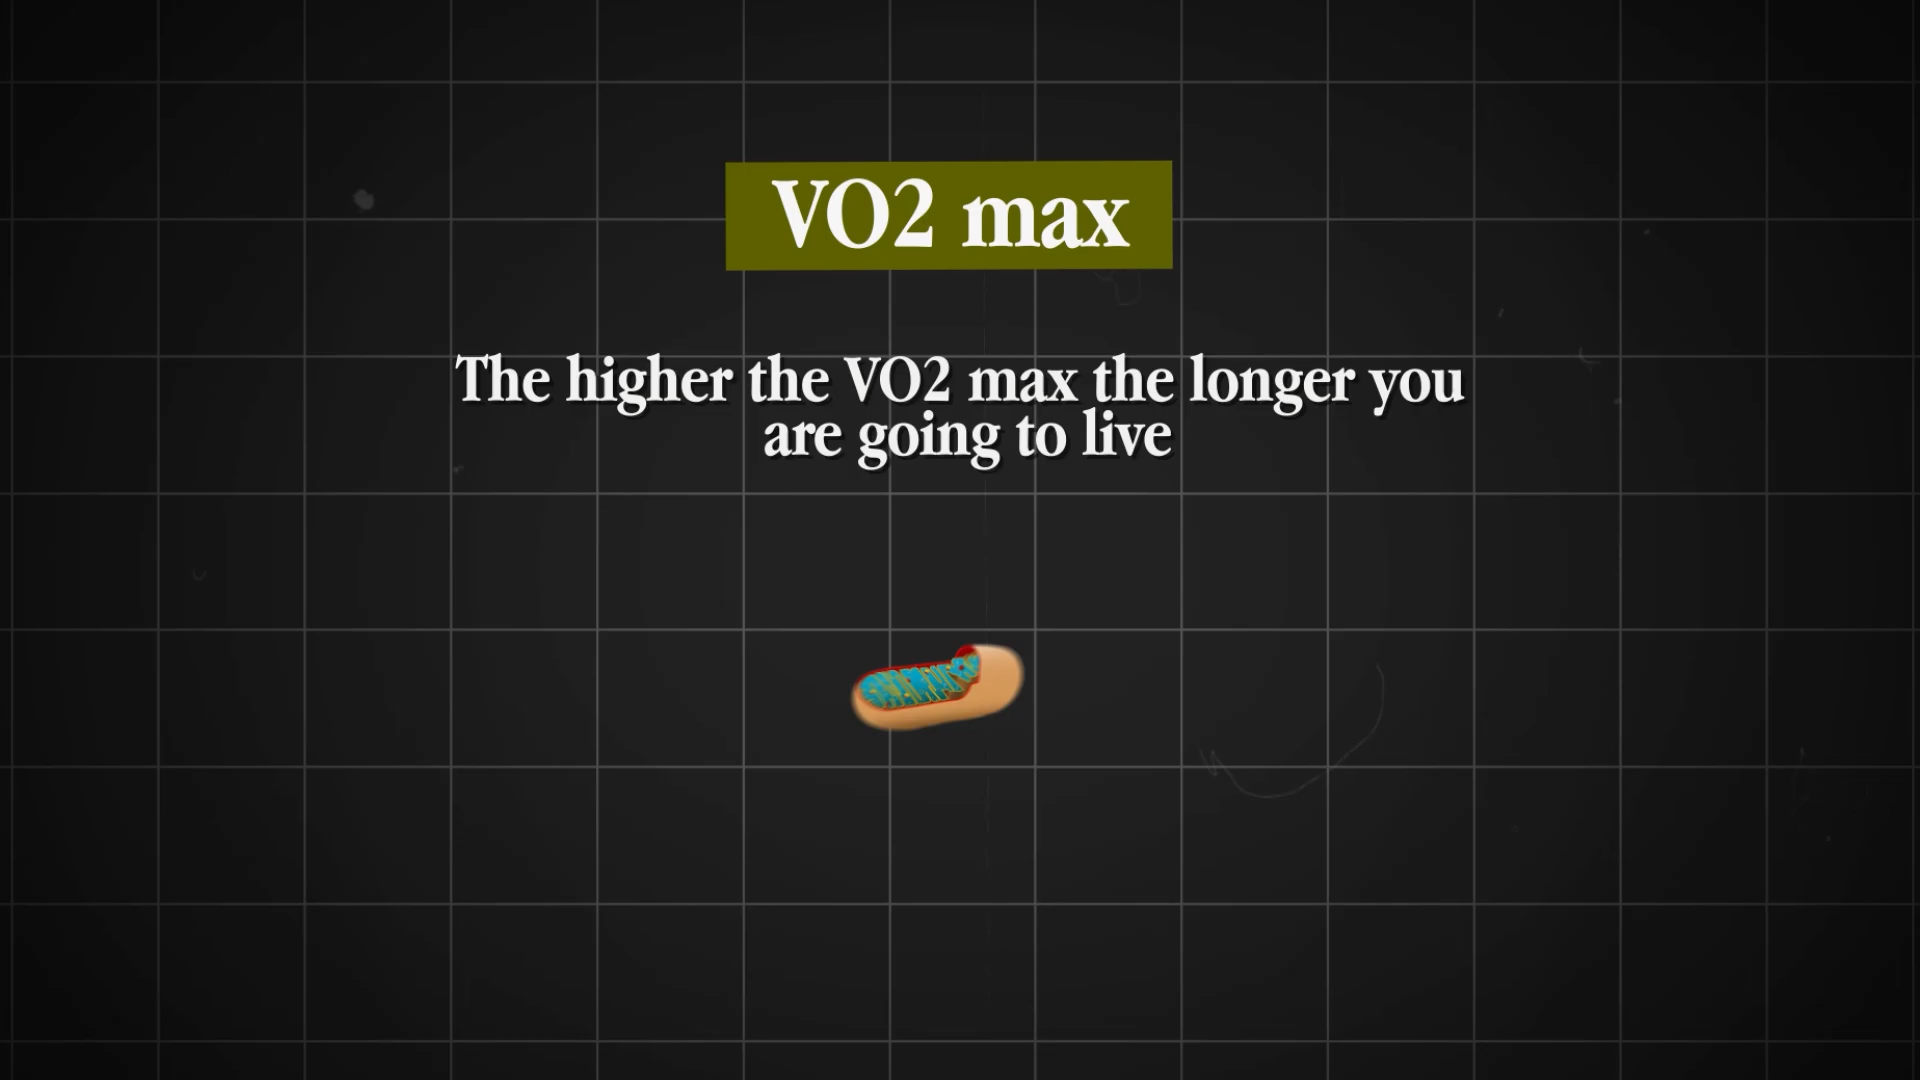 VO2 max
The higher the VO2 max the longer you
are going to live